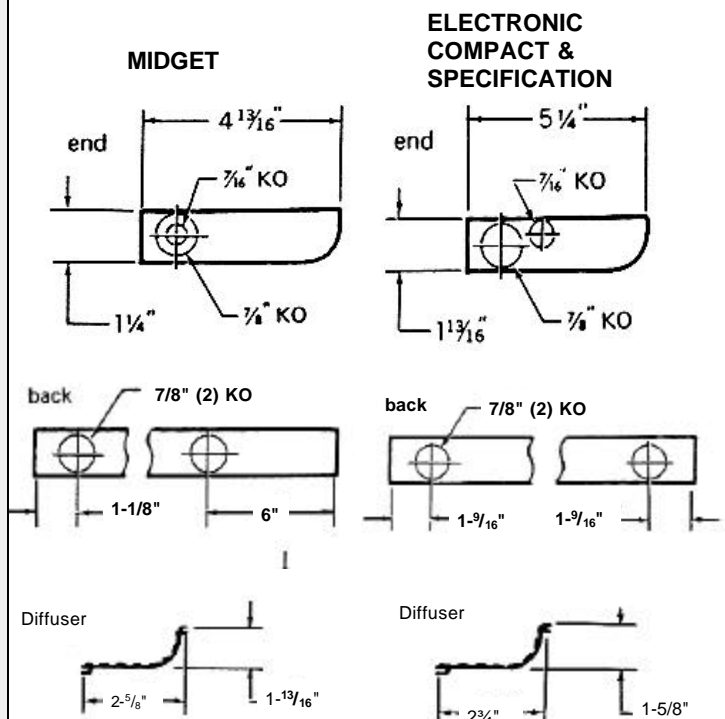 MIDGET
ELECTRONIC
COMPACT &
SPECIFICATION
end
4 13/16"
7/16" KO
1 1/4"
7/8" KO
end
5 1/4"
7/16" KO
1 13/16"
7/8" KO
back
7/8" (2) KO
1-1/8"
6"
back
7/8" (2) KO
1-9/16"
1-9/16"
Diffuser
2-5/8"
1-13/16"
Diffuser
2¾"
1-5/8"